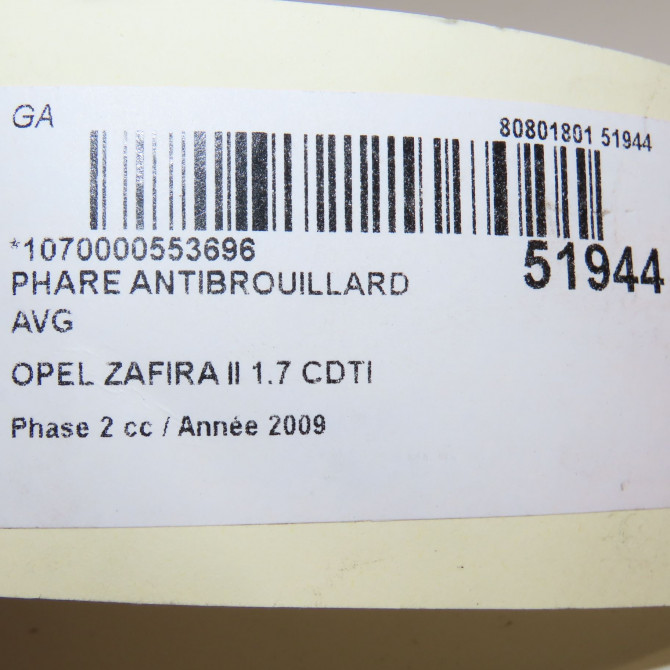 GA
80801801 51944
*1070000553696
51944
PHARE ANTIBROUILLARD
AVG
OPEL ZAFIRA II 1.7 CDTI
Phase 2 cc / Année 2009